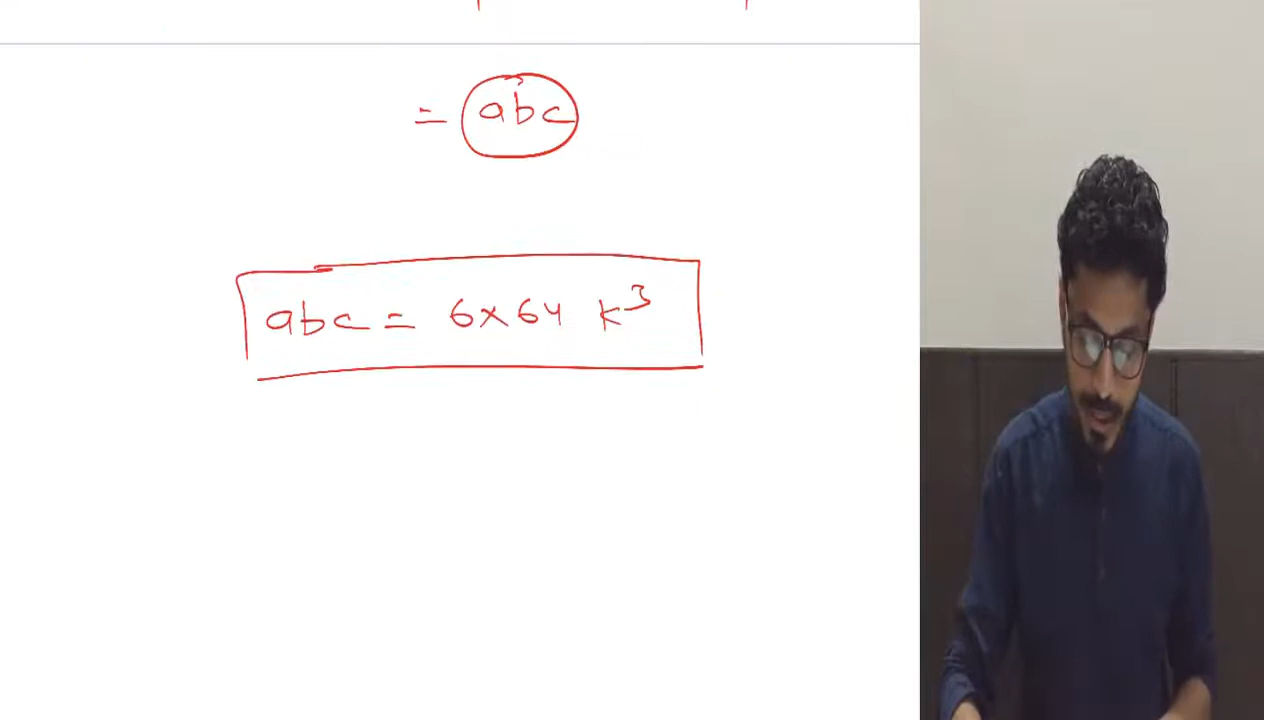 = abc
abc = 6×64 k³